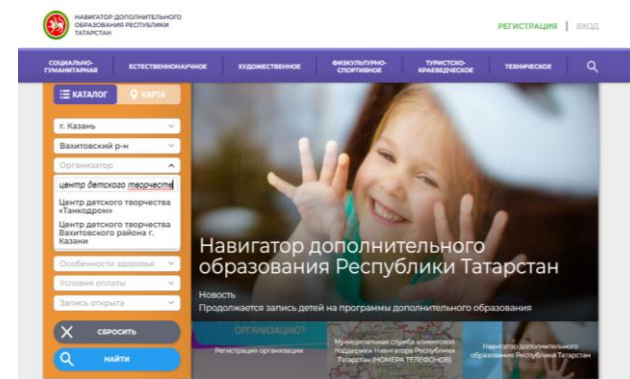 НАВИГАТОР ДОПОЛНИТЕЛЬНОГО
ОБРАЗОВАНИЯ РЕСПУБЛИКИ
ТАТАРСТАН
РЕГИСТРАЦИЯ | ВХОД
СОЦИАЛЬНО-
ГУМАНИТАРНАЯ
ЕСТЕСТВЕННОНАУЧНОЕ
ХУДОЖЕСТВЕННОЕ
ФИЗКУЛЬТУРНО-
СПОРТИВНОЕ
ТУРИСТСКО-
КРАЕВЕДЧЕСКОЕ
ТЕХНИЧЕСКОЕ
КАТАЛОГ
КАРТА
г. Казань
Вахитовский р-н
Организатор
центр детского творчеств
Центр детского творчества
«Танкодром»
Центр детского творчества
Вахитовского района г.
Казани
Особенности здоровья
Условия оплаты
Запись открыта
СБРОСИТЬ
НАЙТИ
Навигатор дополнительного
образования Республики Татарстан
Новость
Продолжается запись детей на программы дополнительного образования
ОРГАНИЗАЦИЮ?
Регистрация организации
Муниципальная служба клиентской
поддержки Навигатора Республики
Татарстан (НОМЕРА ТЕЛЕФОНОВ)
Навигатор дополнительного
образования Республики Татарстан